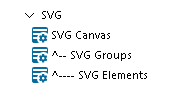 SVG
SVG Canvas
^-- SVG Groups
^---- SVG Elements